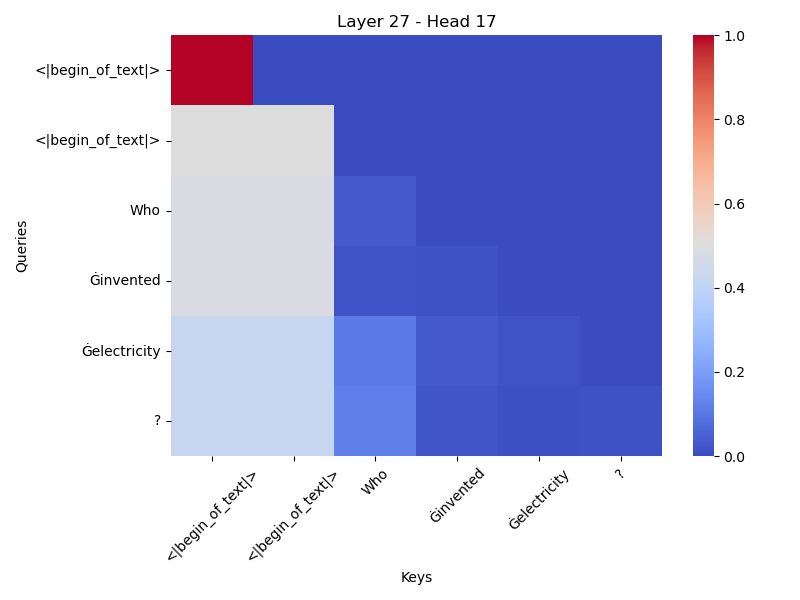 Layer 27 - Head 17
<|begin_of_text|>
<|begin_of_text|>
Who
Ġinvented
Ġelectricity
?
Queries
<|begin_of_text|>
<|begin_of_text|>
Who
Ġinvented
Ġelectricity
?
Keys
1.0
0.8
0.6
0.4
0.2
0.0